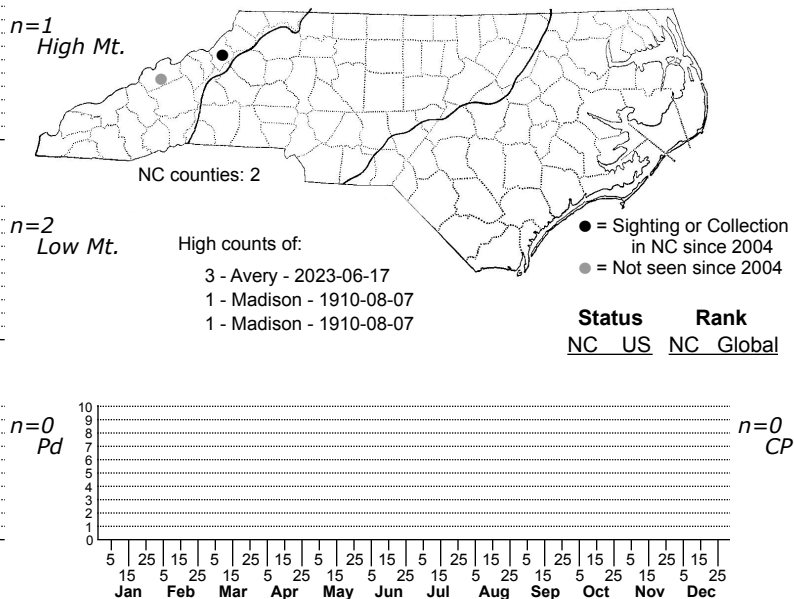 n=1
High Mt.
NC counties: 2
n=2
Low Mt.
High counts of:
3 - Avery - 2023-06-17
1 - Madison - 1910-08-07
1 - Madison - 1910-08-07
● = Sighting or Collection
in NC since 2004
● = Not seen since 2004
Status Rank
NC US NC Global
n=0
Pd
n=0
CP
10
9
8
7
6
5
4
3
2
1
0
5 25 15 5 25 15 5 25 15 5 25 15 5 25 15 5 25 15
15 5 25 15 5 25 15 5 25 15 5 25 15 5 25 15 5 25
Jan Feb Mar Apr May Jun Jul Aug Sep Oct Nov Dec